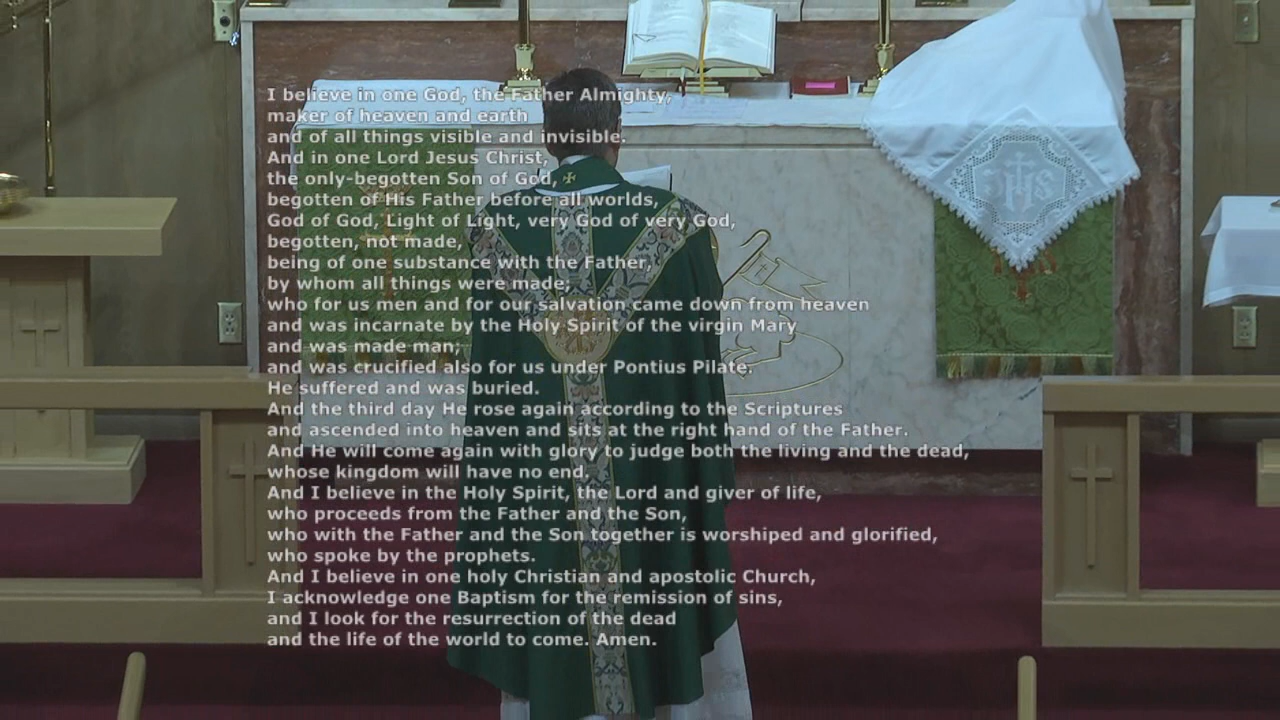 I believe in one God, the Father Almighty,
maker of heaven and earth
and of all things visible and invisible.
And in one Lord Jesus Christ,
the only-begotten Son of God,
begotten of His Father before all worlds,
God of God, Light of Light, very God of very God,
begotten, not made,
being of one substance with the Father,
by whom all things were made;
who for us men and for our salvation came down from heaven
and was incarnate by the Holy Spirit of the virgin Mary
and was made man;
and was crucified also for us under Pontius Pilate.
He suffered and was buried.
And the third day He rose again according to the Scriptures
and ascended into heaven and sits at the right hand of the Father.
And He will come again with glory to judge both the living and the dead,
whose kingdom will have no end.
And I believe in the Holy Spirit, the Lord and giver of life,
who proceeds from the Father and the Son,
who with the Father and the Son together is worshiped and glorified,
who spoke by the prophets.
And I believe in one holy Christian and apostolic Church,
I acknowledge one Baptism for the remission of sins,
and I look for the resurrection of the dead
and the life of the world to come. Amen.
IHS